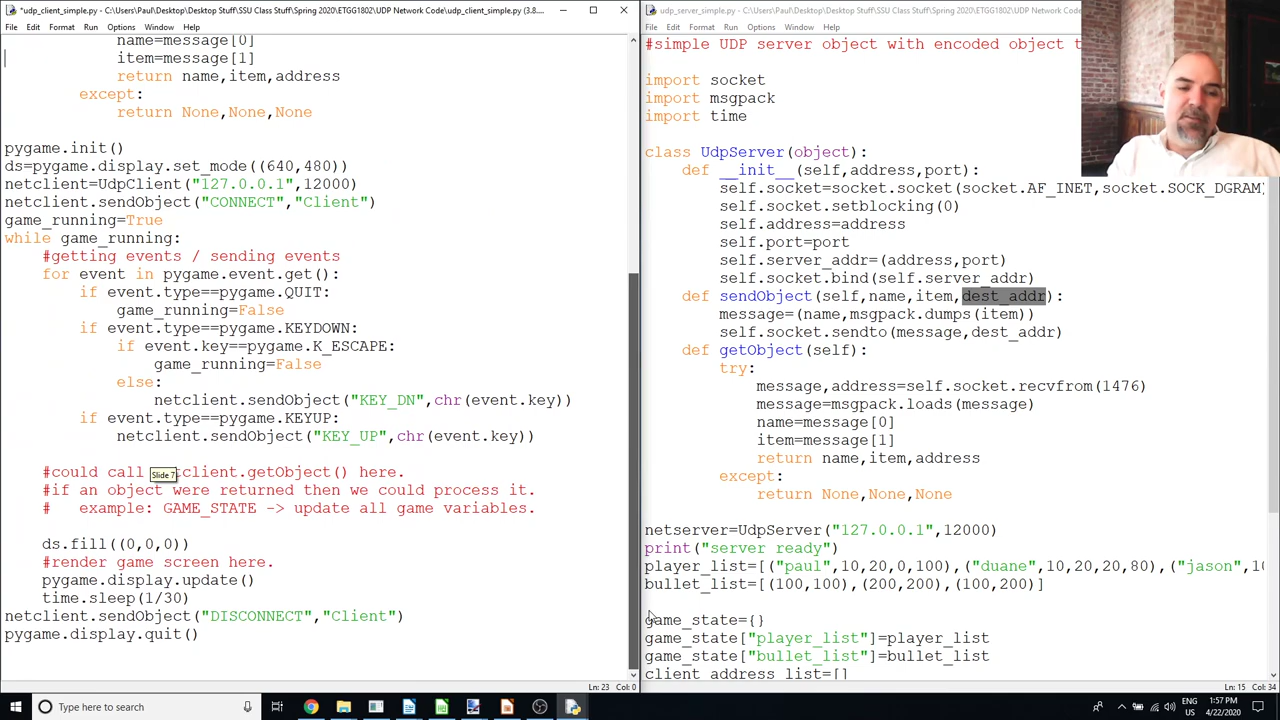 *udp_client_simple.py - C:\Users\Paul\Desktop\Desktop Stuff\SSU Class Stuff\Spring 2020\ETGG1802\UDP Network Code\udp_client_simple.py (3.8....
File Edit Format Run Options Window Help
name=message[0]
item=message[1]
return name,item,address
except:
return None,None,None
pygame.init()
ds=pygame.display.set_mode((640,480))
netclient=UdpClient("127.0.0.1",12000)
netclient.sendObject("CONNECT","Client")
game_running=True
while game_running:
#getting events / sending events
for event in pygame.event.get():
if event.type==pygame.QUIT:
game_running=False
if event.type==pygame.KEYDOWN:
if event.key==pygame.K_ESCAPE:
game_running=False
else:
netclient.sendObject("KEY_DN",chr(event.key))
if event.type==pygame.KEYUP:
netclient.sendObject("KEY_UP",chr(event.key))
#could call Slide 7 client.getObject() here.
#if an object were returned then we could process it.
# example: GAME_STATE -> update all game variables.
ds.fill((0,0,0))
#render game screen here.
pygame.display.update()
time.sleep(1/30)
netclient.sendObject("DISCONNECT","Client")
pygame.display.quit()
Ln: 23 Col: 0
udp_server_simple.py - C:\Users\Paul\Desktop\Desktop Stuff\SSU Class Stuff\Spring 2020\ETGG1802\UDP Network Cod
File Edit Format Run Options Window Help
#simple UDP server object with encoded object t
import socket
import msgpack
import time
class UdpServer(object):
def __init__(self,address,port):
self.socket=socket.socket(socket.AF_INET,socket.SOCK_DGRAM)
self.socket.setblocking(0)
self.address=address
self.port=port
self.server_addr=(address,port)
self.socket.bind(self.server_addr)
def sendObject(self,name,item,dest_addr):
message=(name,msgpack.dumps(item))
self.socket.sendto(message,dest_addr)
def getObject(self):
try:
message,address=self.socket.recvfrom(1476)
message=msgpack.loads(message)
name=message[0]
item=message[1]
return name,item,address
except:
return None,None,None
netserver=UdpServer("127.0.0.1",12000)
print("server ready")
player_list=[("paul",10,20,0,100),("duane",10,20,20,80),("jason",10
bullet_list=[(100,100),(200,200),(100,200)]
game_state={}
game_state["player_list"]=player_list
game_state["bullet_list"]=bullet_list
client_address_list=[]
Ln: 15 Col: 34
Type here to search
ENG
US
1:57 PM
4/22/2020